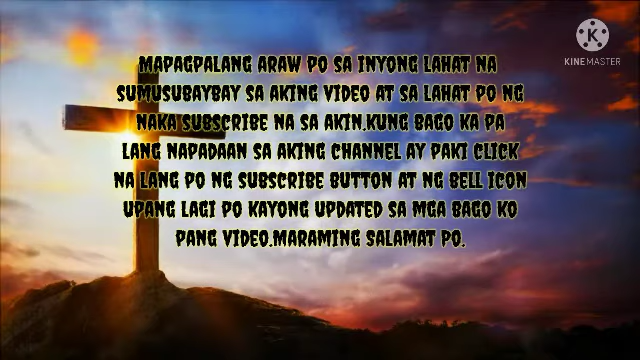 MAPAGPALANG ARAW PO SA INYONG LAHAT NA
SUMUSUBAYBAY SA AKING VIDEO AT SA LAHAT PO NG
NAKA SUBSCRIBE NA SA AKIN.KUNG BAGO KA PA
LANG NAPADAAN SA AKING CHANNEL AY PAKI CLICK
NA LANG PO NG SUBSCRIBE BUTTON AT NG BELL ICON
UPANG LAGI PO KAYONG UPDATED SA MGA BAGO KO
PANG VIDEO.MARAMING SALAMAT PO.
K
KINEMASTER